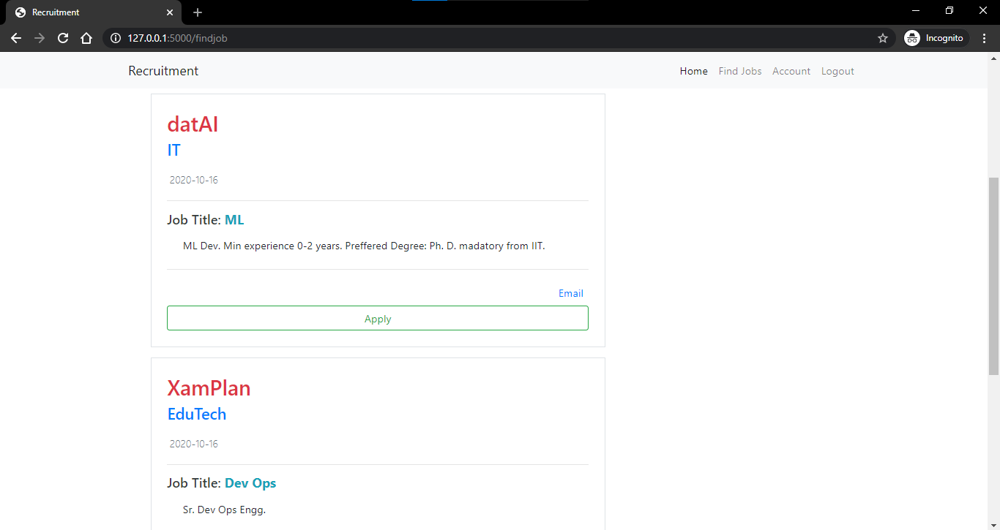 Recruitment
127.0.0.1:5000/findjob
Incognito
Recruitment
Home Find Jobs Account Logout
datAI
IT
2020-10-16
Job Title: ML
ML Dev. Min experience 0-2 years. Preffered Degree: Ph. D. madatory from IIT.
Email
Apply
XamPlan
EduTech
2020-10-16
Job Title: Dev Ops
Sr. Dev Ops Engg.